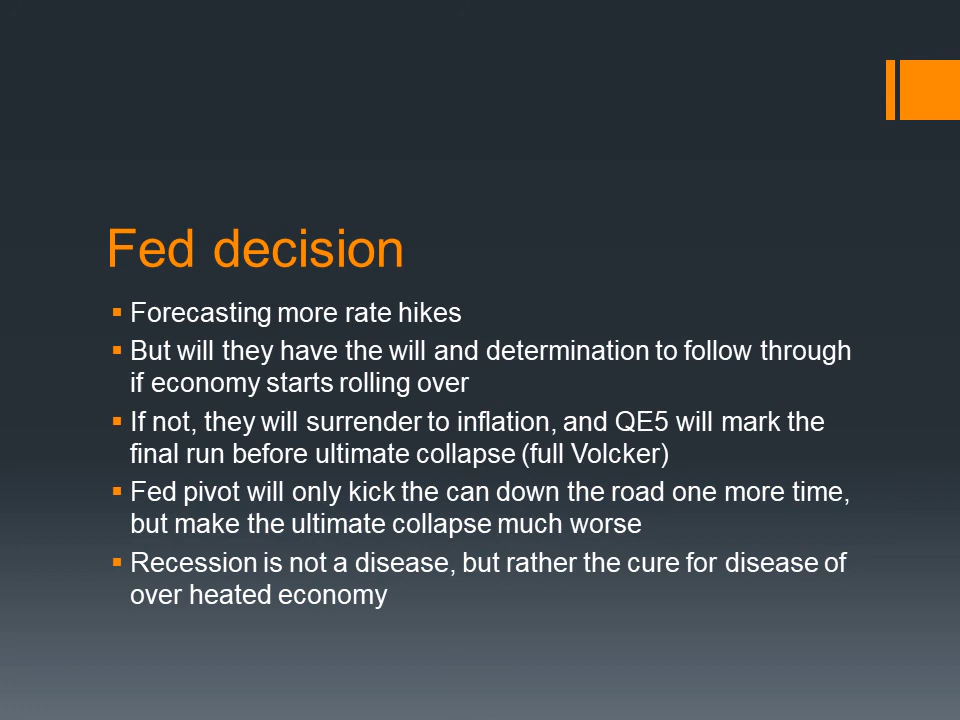 Fed decision
▪ Forecasting more rate hikes
▪ But will they have the will and determination to follow through
if economy starts rolling over
▪ If not, they will surrender to inflation, and QE5 will mark the
final run before ultimate collapse (full Volcker)
▪ Fed pivot will only kick the can down the road one more time,
but make the ultimate collapse much worse
▪ Recession is not a disease, but rather the cure for disease of
over heated economy